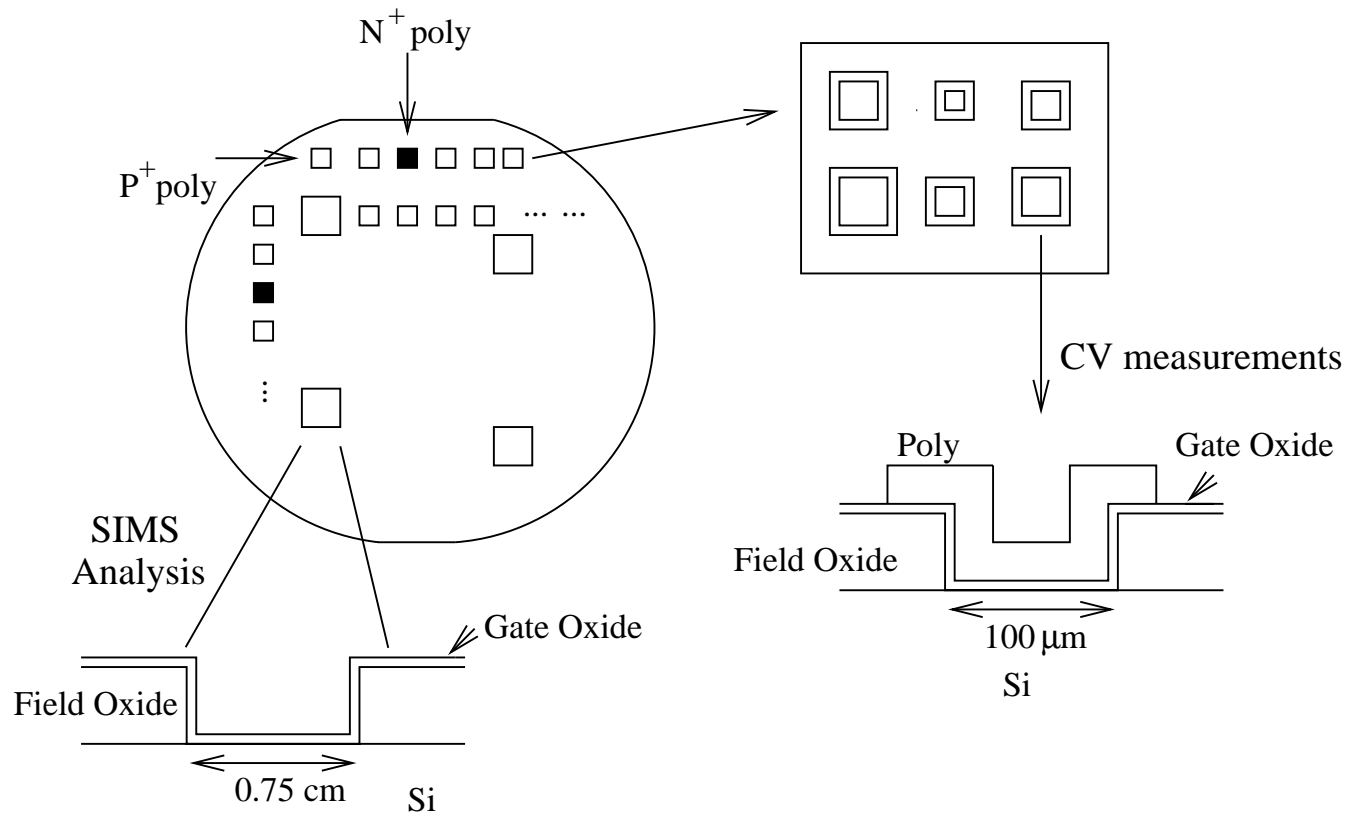 N+ poly
P+ poly
... ...
...
CV measurements
Poly
Gate Oxide
Field Oxide
100 μm
Si
SIMS
Analysis
Gate Oxide
Field Oxide
0.75 cm
Si